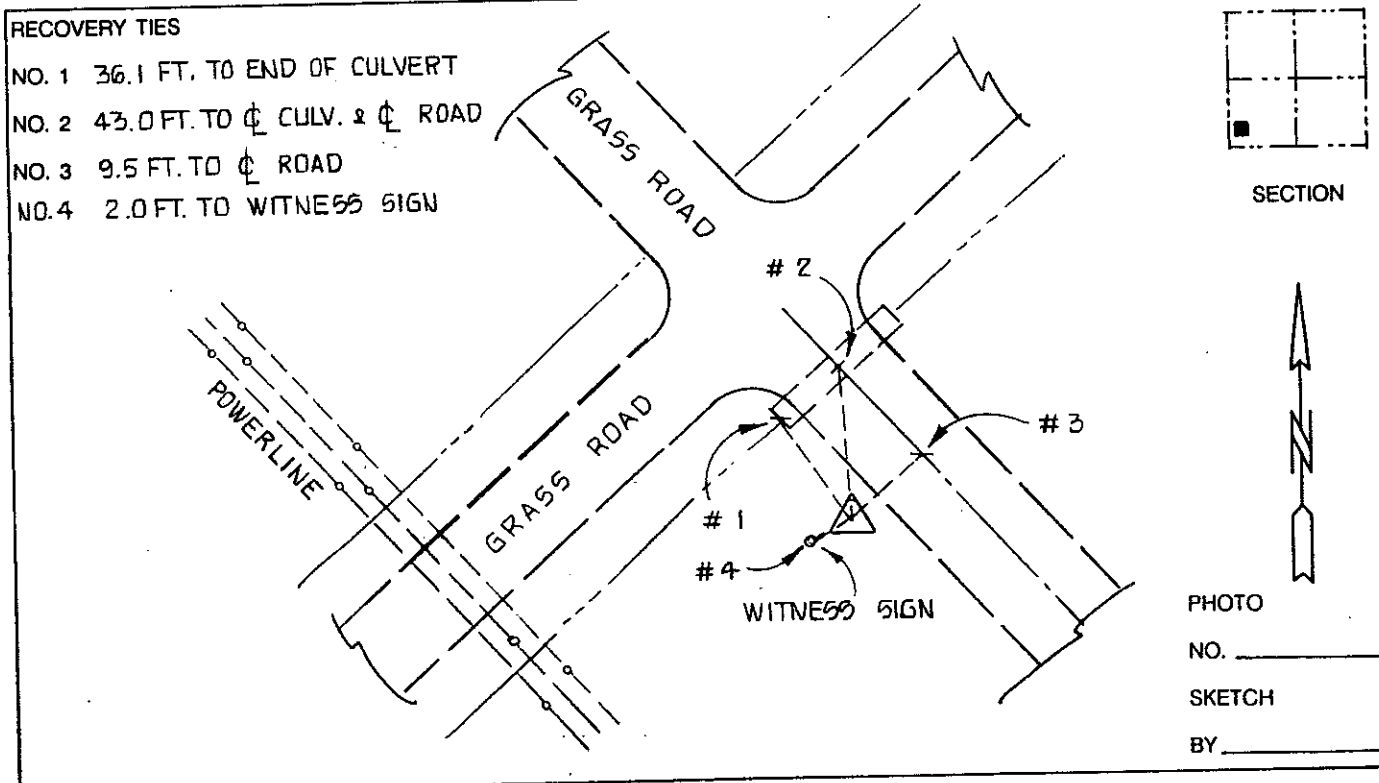 RECOVERY TIES
NO. 1 36.1 FT. TO END OF CULVERT
NO. 2 43.0 FT. TO ℄ CULV. & ℄ ROAD
NO. 3 9.5 FT. TO ℄ ROAD
NO. 4 2.0 FT. TO WITNESS SIGN
GRASS ROAD
SECTION
# 2
POWERLINE
GRASS ROAD
# 3
# 1
# 4
WITNESS SIGN
N
PHOTO
NO.
SKETCH
BY